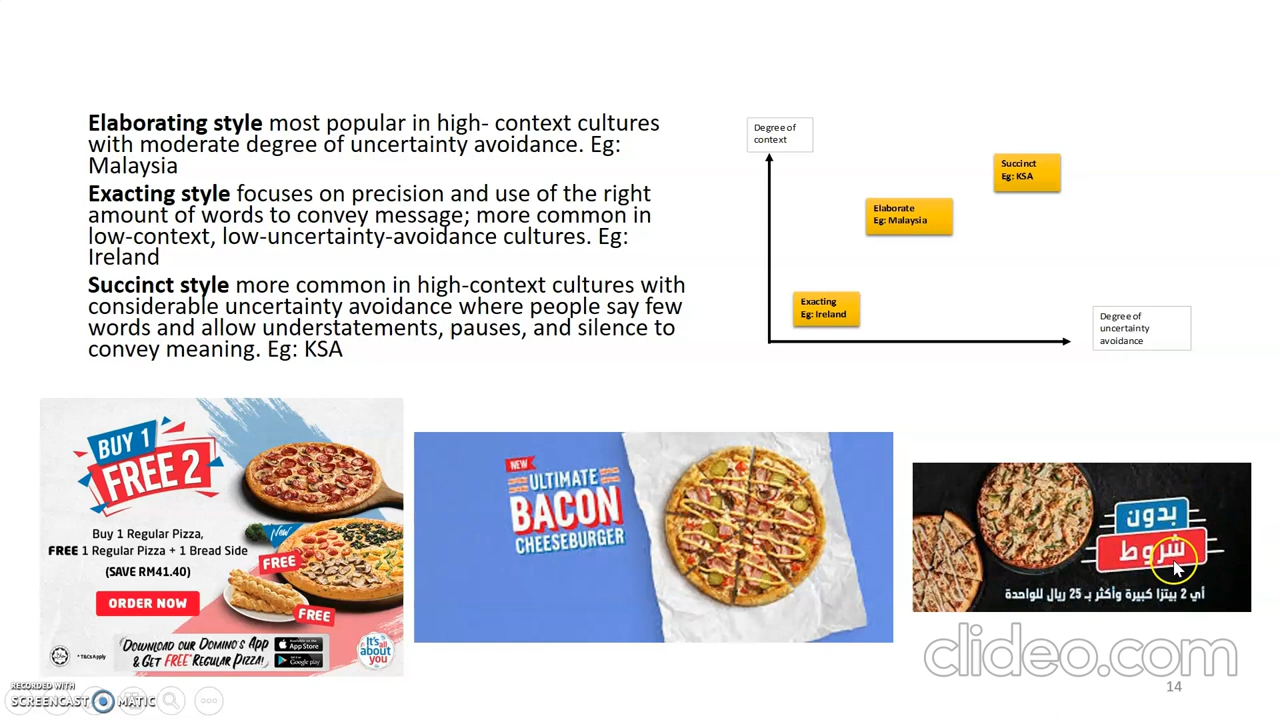 Elaborating style most popular in high- context cultures
with moderate degree of uncertainty avoidance. Eg:
Malaysia
Exacting style focuses on precision and use of the right
amount of words to convey message; more common in
low-context, low-uncertainty-avoidance cultures. Eg:
Ireland
Succinct style more common in high-context cultures with
considerable uncertainty avoidance where people say few
words and allow understatements, pauses, and silence to
convey meaning. Eg: KSA
Degree of
context
Succinct
Eg: KSA
Elaborate
Eg: Malaysia
Exacting
Eg: Ireland
Degree of
uncertainty
avoidance
BUY 1
FREE 2
Buy 1 Regular Pizza,
FREE 1 Regular Pizza + 1 Bread Side
(SAVE RM41.40)
ORDER NOW
New
FREE
FREE
* T&Cs Apply
DOWNLOAD OUR DOMINO'S APP
& GET FREE* REGULAR PIZZA!
App Store
Google play
It's all
about
you
NEW
ULTIMATE
BACON
CHEESEBURGER
بدون
شروط
أي 2 بيتزا كبيرة وأكثر بـ 25 ريال للواحدة
clideo.com
14
RECORDED WITH
SCREENCAST MATIC